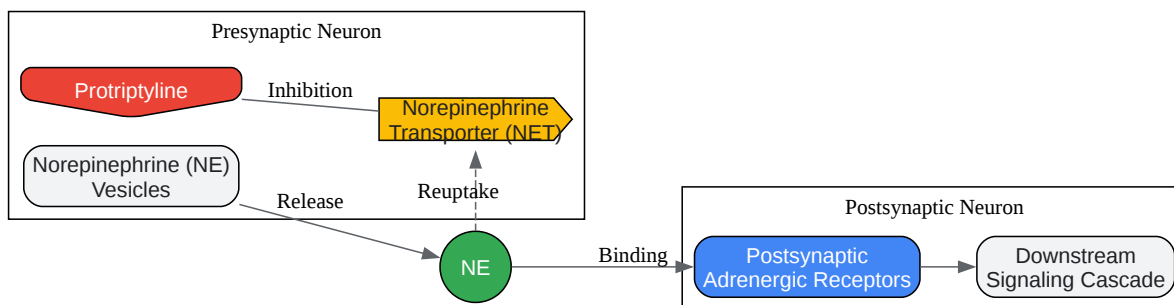 Presynaptic Neuron
Protriptyline
Inhibition
Norepinephrine
Transporter (NET)
Norepinephrine (NE)
Vesicles
Release
Reuptake
NE
Binding
Postsynaptic Neuron
Postsynaptic
Adrenergic Receptors
Downstream
Signaling Cascade